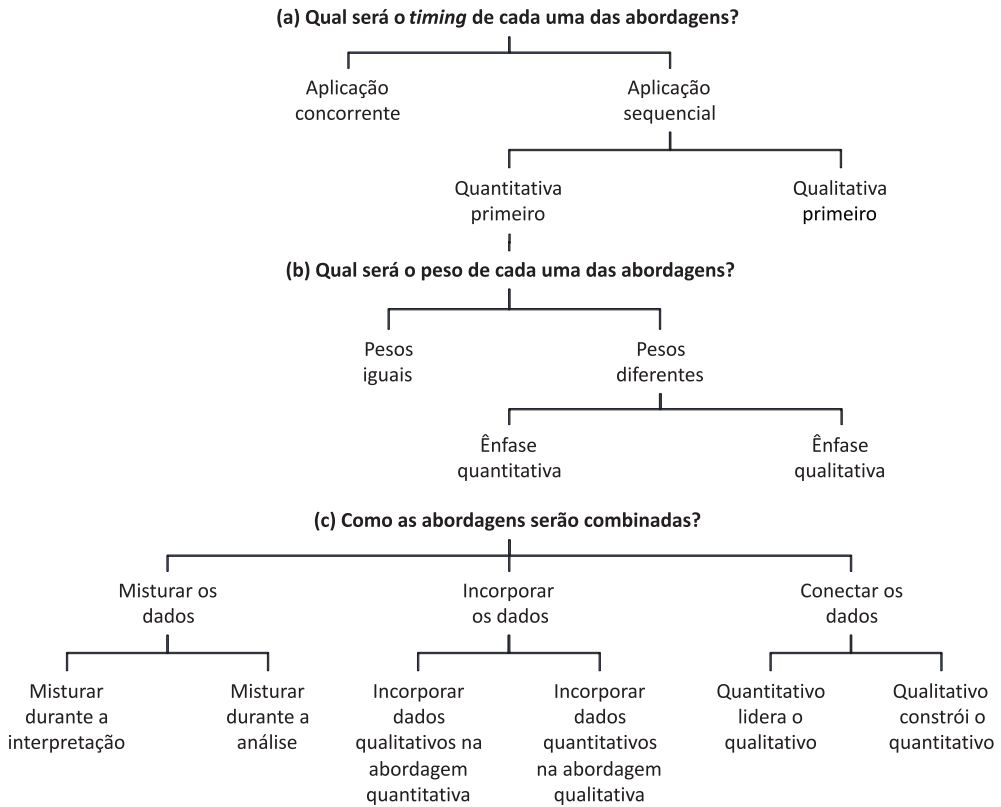 (a) Qual será o timing de cada uma das abordagens?
Aplicação
concorrente
Aplicação
sequencial
Quantitativa
primeiro
Qualitativa
primeiro
(b) Qual será o peso de cada uma das abordagens?
Pesos
iguais
Pesos
diferentes
Ênfase
quantitativa
Ênfase
qualitativa
(c) Como as abordagens serão combinadas?
Misturar os
dados
Incorporar
os dados
Conectar os
dados
Misturar
durante a
interpretação
Misturar
durante a
análise
Incorporar
dados
qualitativos na
abordagem
quantitativa
Incorporar
dados
quantitativos
na abordagem
qualitativa
Quantitativo
lidera o
qualitativo
Qualitativo
constrói o
quantitativo